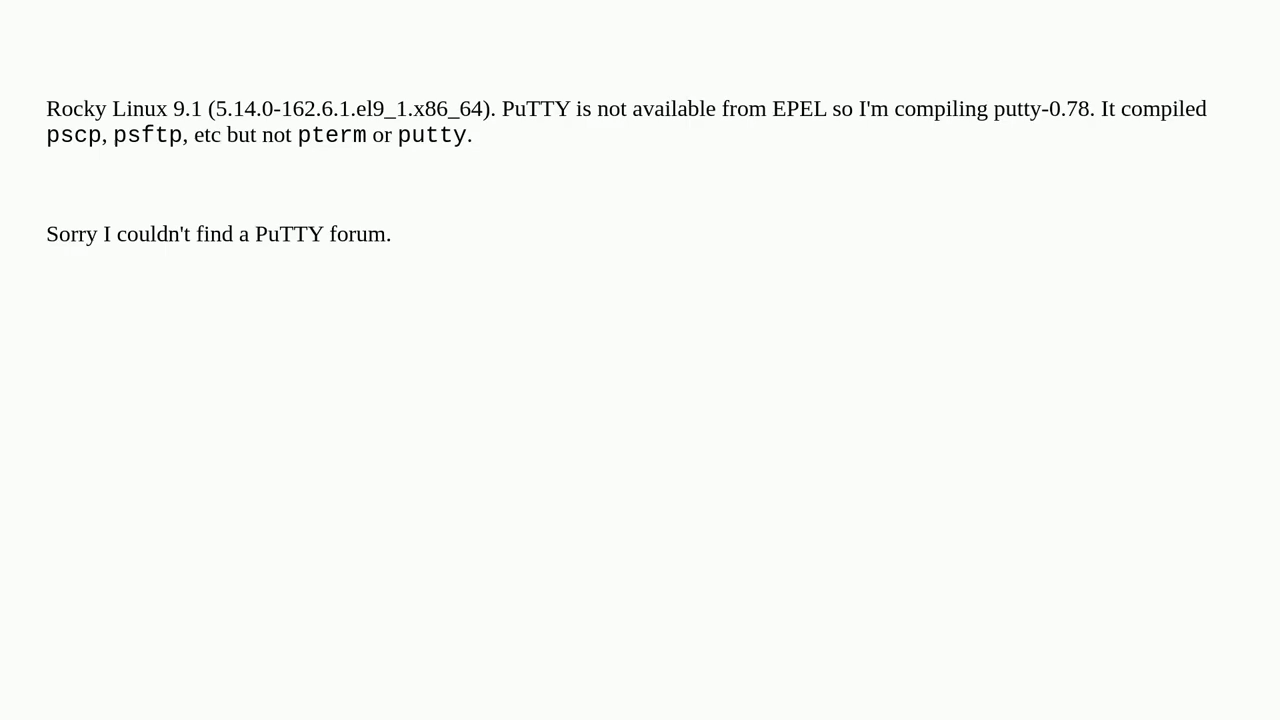 Rocky Linux 9.1 (5.14.0-162.6.1.el9_1.x86_64). PuTTY is not available from EPEL so I'm compiling putty-0.78. It compiled
pscp, psftp, etc but not pterm or putty.
Sorry I couldn't find a PuTTY forum.